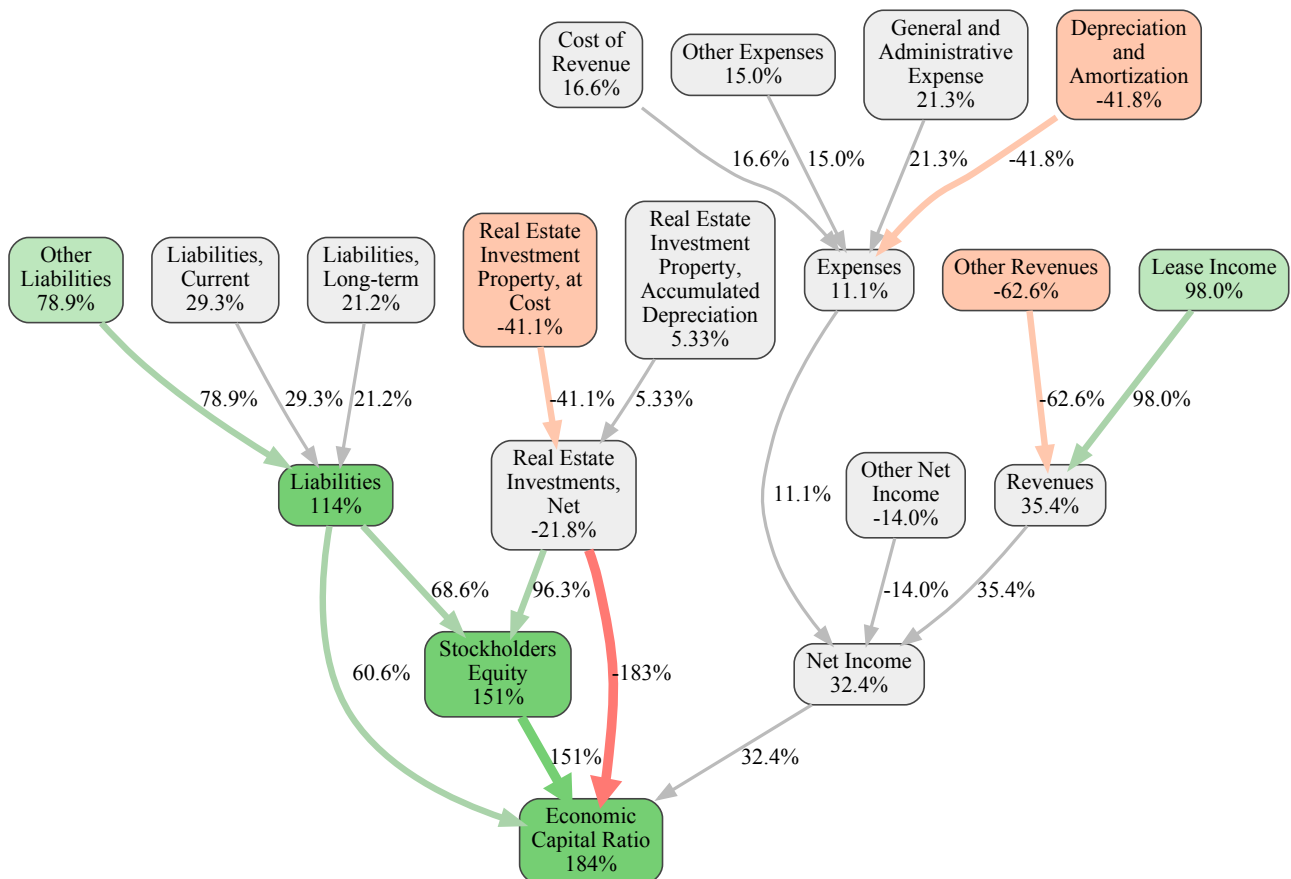 Cost of
Revenue
16.6%
Other Expenses
15.0%
General and
Administrative
Expense
21.3%
Depreciation
and
Amortization
-41.8%
16.6%
15.0%
21.3%
-41.8%
Other
Liabilities
78.9%
Liabilities,
Current
29.3%
Liabilities,
Long-term
21.2%
Real Estate
Investment
Property, at
Cost
-41.1%
Real Estate
Investment
Property,
Accumulated
Depreciation
5.33%
Expenses
11.1%
Other Revenues
-62.6%
Lease Income
98.0%
78.9%
29.3%
21.2%
-41.1%
5.33%
-62.6%
98.0%
Liabilities
114%
Real Estate
Investments,
Net
-21.8%
11.1%
Other Net
Income
-14.0%
Revenues
35.4%
68.6%
96.3%
-14.0%
35.4%
Stockholders
Equity
151%
60.6%
-183%
Net Income
32.4%
151%
32.4%
Economic
Capital Ratio
184%